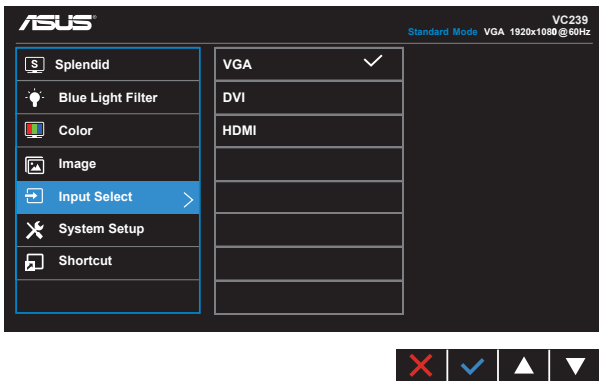 ASUS
VC239
Standard Mode VGA 1920x1080@60Hz
S Splendid
Blue Light Filter
Color
Image
Input Select
System Setup
Shortcut
VGA
DVI
HDMI